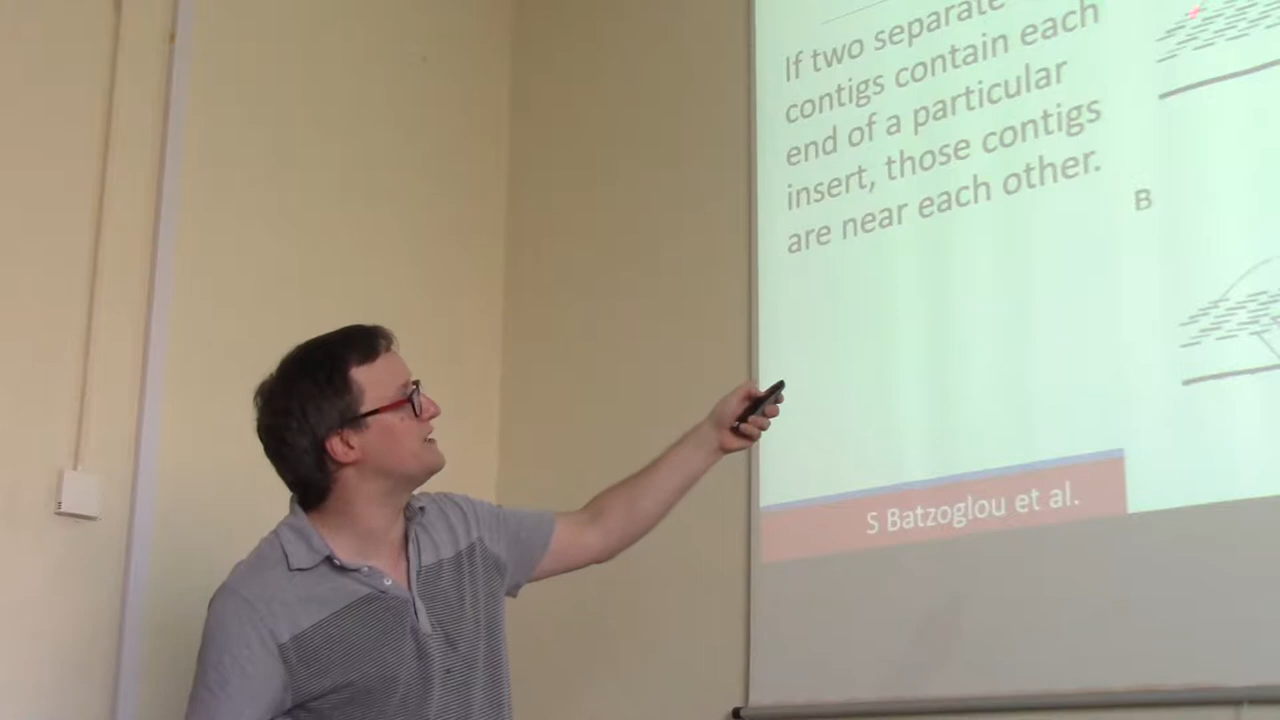 If two separate
contigs contain each
end of a particular
insert, those contigs
are near each other.
B
S Batzoglou et al.